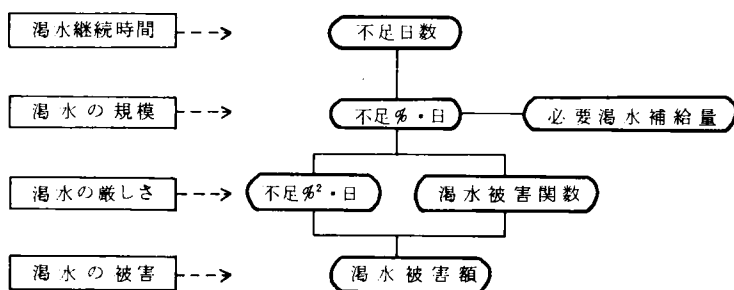 渇水継続時間
不足日数
渇水の規模
不足%・日
必要渇水補給量
渇水の厳しさ
不足%²・日
渇水被害関数
渇水の被害
渇水被害額